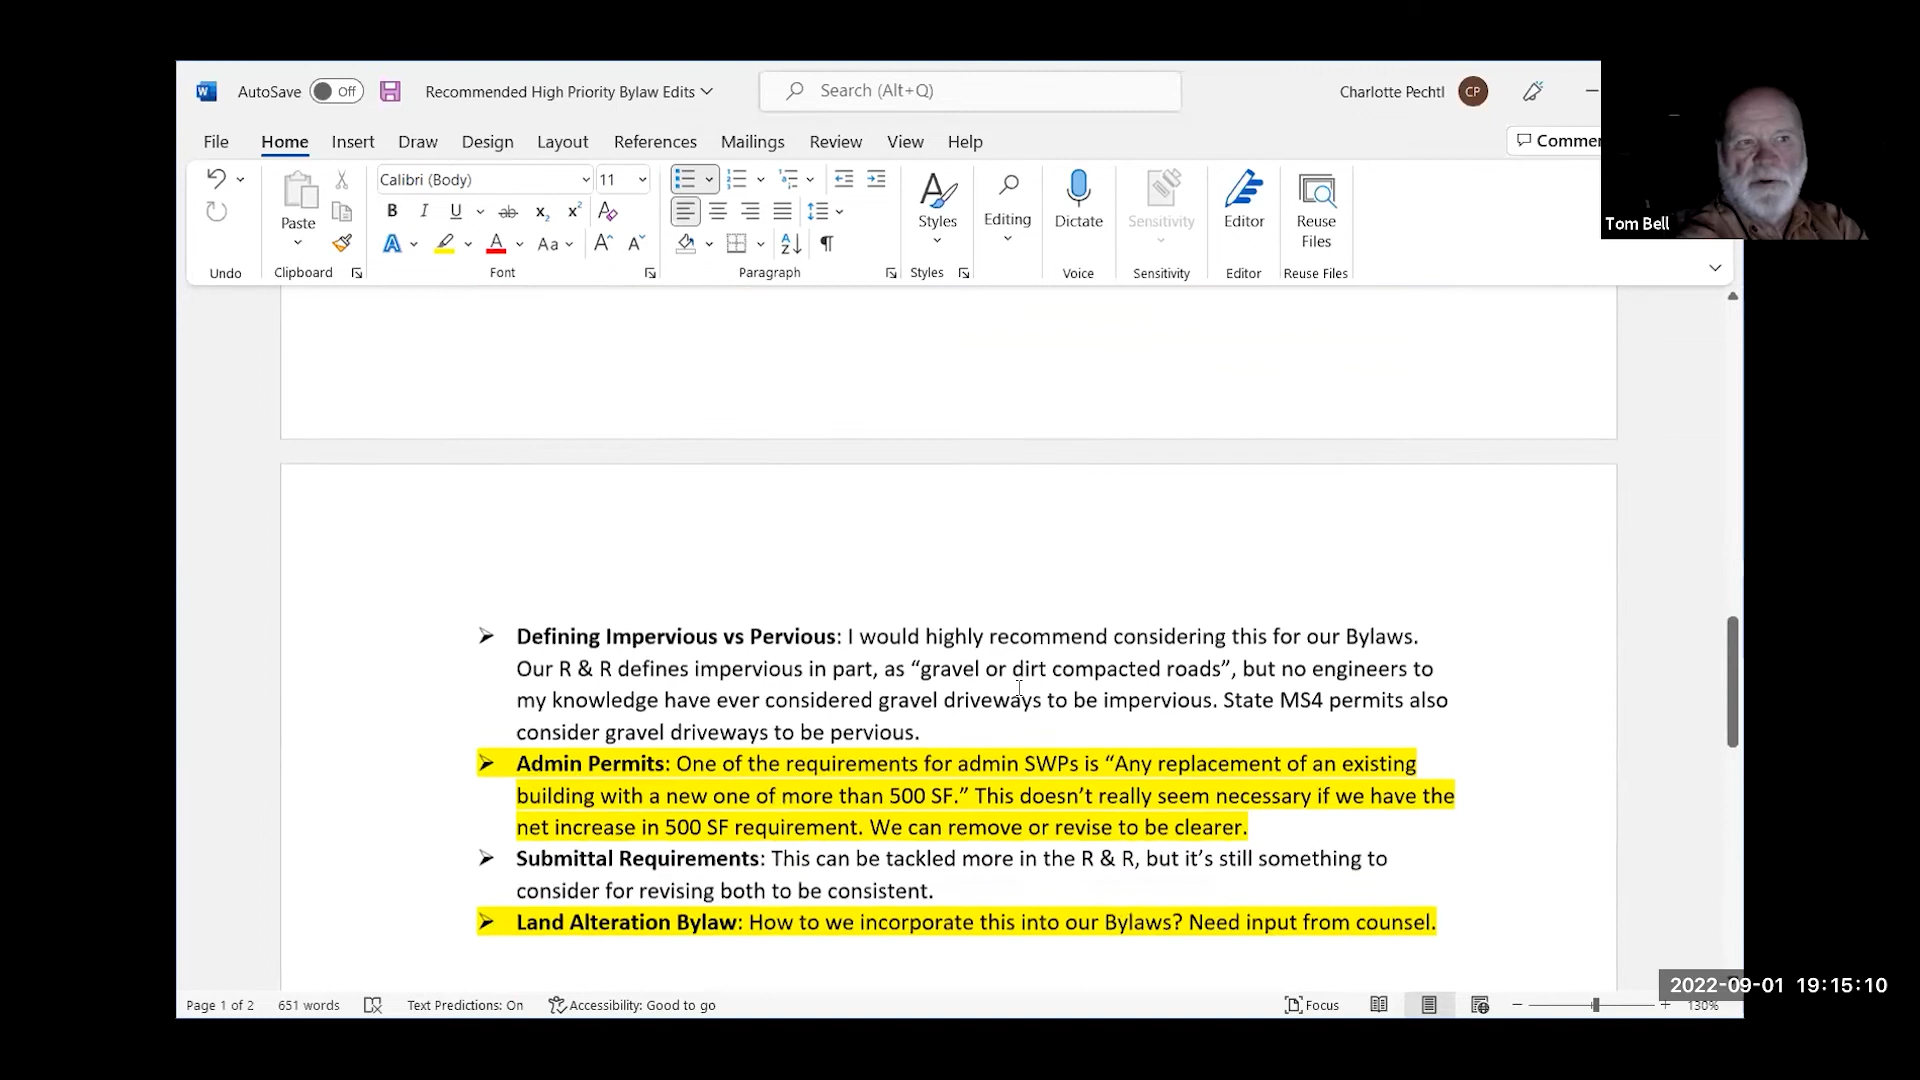 AutoSave Off Recommended High Priority Bylaw Edits Search (Alt+Q) Charlotte Pechtl CP
File Home Insert Draw Design Layout References Mailings Review View Help
Calibri (Body) 11
Paste
B I U ab x₂ x²
Aa
Styles
Editing
Dictate
Sensitivity
Editor
Reuse
Files
Undo Clipboard Font Paragraph Styles Voice Sensitivity Editor Reuse Files
Tom Bell
➢ Defining Impervious vs Pervious: I would highly recommend considering this for our Bylaws.
Our R & R defines impervious in part, as “gravel or dirt compacted roads”, but no engineers to
my knowledge have ever considered gravel driveways to be impervious. State MS4 permits also
consider gravel driveways to be pervious.
➢ Admin Permits: One of the requirements for admin SWPs is “Any replacement of an existing
building with a new one of more than 500 SF.” This doesn’t really seem necessary if we have the
net increase in 500 SF requirement. We can remove or revise to be clearer.
➢ Submittal Requirements: This can be tackled more in the R & R, but it’s still something to
consider for revising both to be consistent.
➢ Land Alteration Bylaw: How to we incorporate this into our Bylaws? Need input from counsel.
2022-09-01 19:15:10
Page 1 of 2 651 words Text Predictions: On Accessibility: Good to go Focus 130%